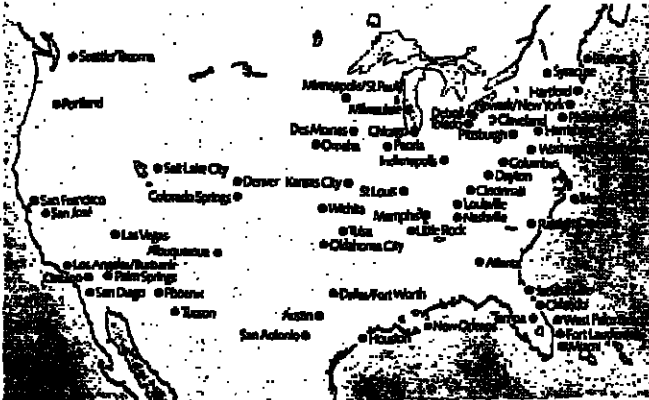 Seattle/Tacoma
Portland
Minneapolis/St.Paul
Milwaukee
Syracuse
Hartford
Newark/New York
Detroit
Cleveland
Pittsburgh
Des Moines
Chicago
Omaha
Peoria
Indianapolis
Columbus
Dayton
Salt Lake City
Denver
Kansas City
Colorado Springs
St Louis
Cincinnati
Louisville
Nashville
San Francisco
San José
Wichita
Memphis
Las Vegas
Tulsa
Little Rock
Albuquerque
Oklahoma City
Los Angeles/Burbank
Palm Springs
Atlanta
San Diego
Phoenix
Dallas/Fort Worth
Tucson
Austin
San Antonio
Houston
New Orleans
Tampa
Orlando
West Palm
Fort Lauderdale
Miami